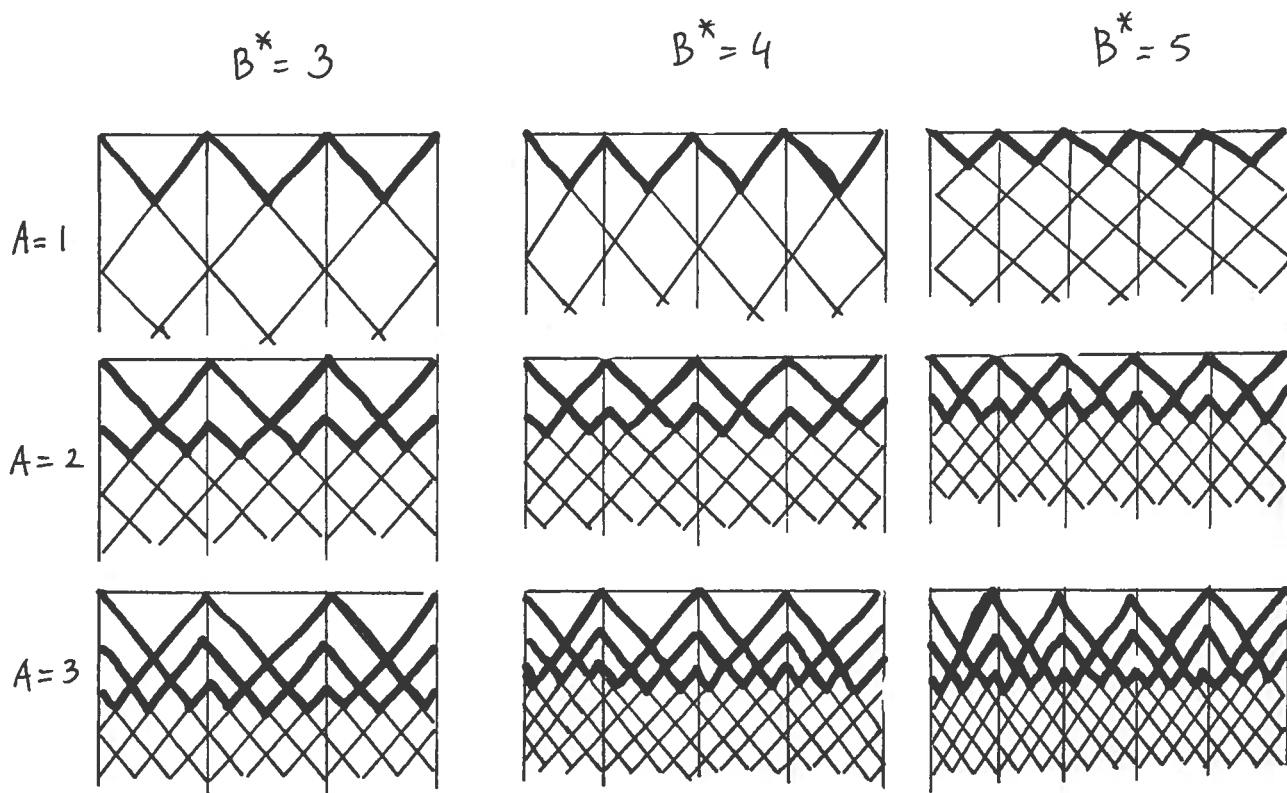 B* = 3
B* = 4
B* = 5
A = 1
A = 2
A = 3